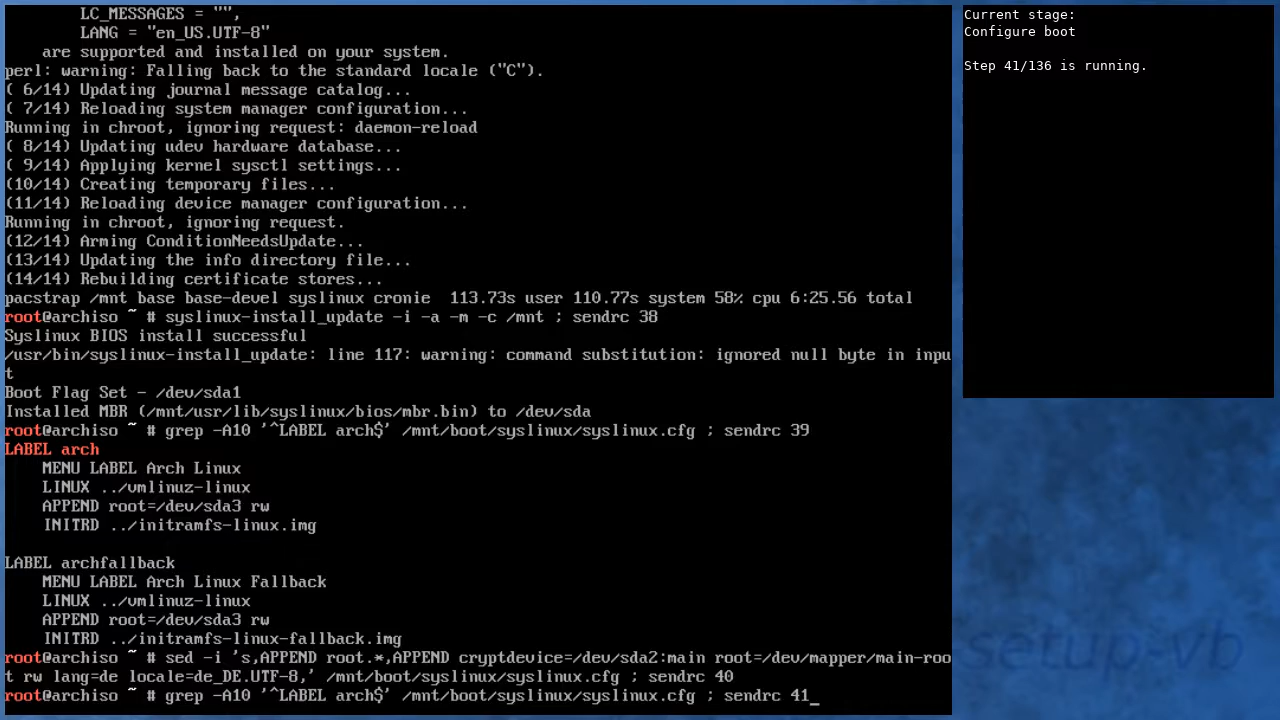 LC_MESSAGES = "",
LANG = "en_US.UTF-8"
are supported and installed on your system.
perl: warning: Falling back to the standard locale ("C").
( 6/14) Updating journal message catalog...
( 7/14) Reloading system manager configuration...
Running in chroot, ignoring request: daemon-reload
( 8/14) Updating udev hardware database...
( 9/14) Applying kernel sysctl settings...
(10/14) Creating temporary files...
(11/14) Reloading device manager configuration...
Running in chroot, ignoring request.
(12/14) Arming ConditionNeedsUpdate...
(13/14) Updating the info directory file...
(14/14) Rebuilding certificate stores...
pacstrap /mnt base base-devel syslinux cronie  113.73s user 110.77s system 58% cpu 6:25.56 total
root@archiso ~ # syslinux-install_update -i -a -m -c /mnt ; sendrc 38
Syslinux BIOS install successful
/usr/bin/syslinux-install_update: line 117: warning: command substitution: ignored null byte in inpu
t
Boot Flag Set - /dev/sda1
Installed MBR (/mnt/usr/lib/syslinux/bios/mbr.bin) to /dev/sda
root@archiso ~ # grep -A10 '^LABEL arch$' /mnt/boot/syslinux/syslinux.cfg ; sendrc 39
LABEL arch
MENU LABEL Arch Linux
LINUX ../vmlinuz-linux
APPEND root=/dev/sda3 rw
INITRD ../initramfs-linux.img
LABEL archfallback
MENU LABEL Arch Linux Fallback
LINUX ../vmlinuz-linux
APPEND root=/dev/sda3 rw
INITRD ../initramfs-linux-fallback.img
root@archiso ~ # sed -i 's,APPEND root.*,APPEND cryptdevice=/dev/sda2:main root=/dev/mapper/main-roo
t rw lang=de locale=de_DE.UTF-8,' /mnt/boot/syslinux/syslinux.cfg ; sendrc 40
root@archiso ~ # grep -A10 '^LABEL arch$' /mnt/boot/syslinux/syslinux.cfg ; sendrc 41_
Current stage:
Configure boot
Step 41/136 is running.
setup-vb